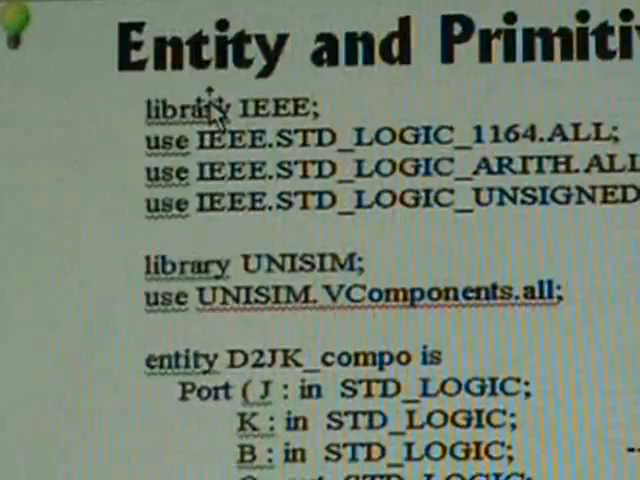 Entity and Primiti
library IEEE;
use IEEE.STD_LOGIC_1164.ALL;
use IEEE.STD_LOGIC_ARITH.ALL
use IEEE.STD_LOGIC_UNSIGNED
library UNISIM;
use UNISIM.VComponents.all;
entity D2JK_compo is
Port ( J : in STD_LOGIC;
K : in STD_LOGIC;
B : in STD_LOGIC; --